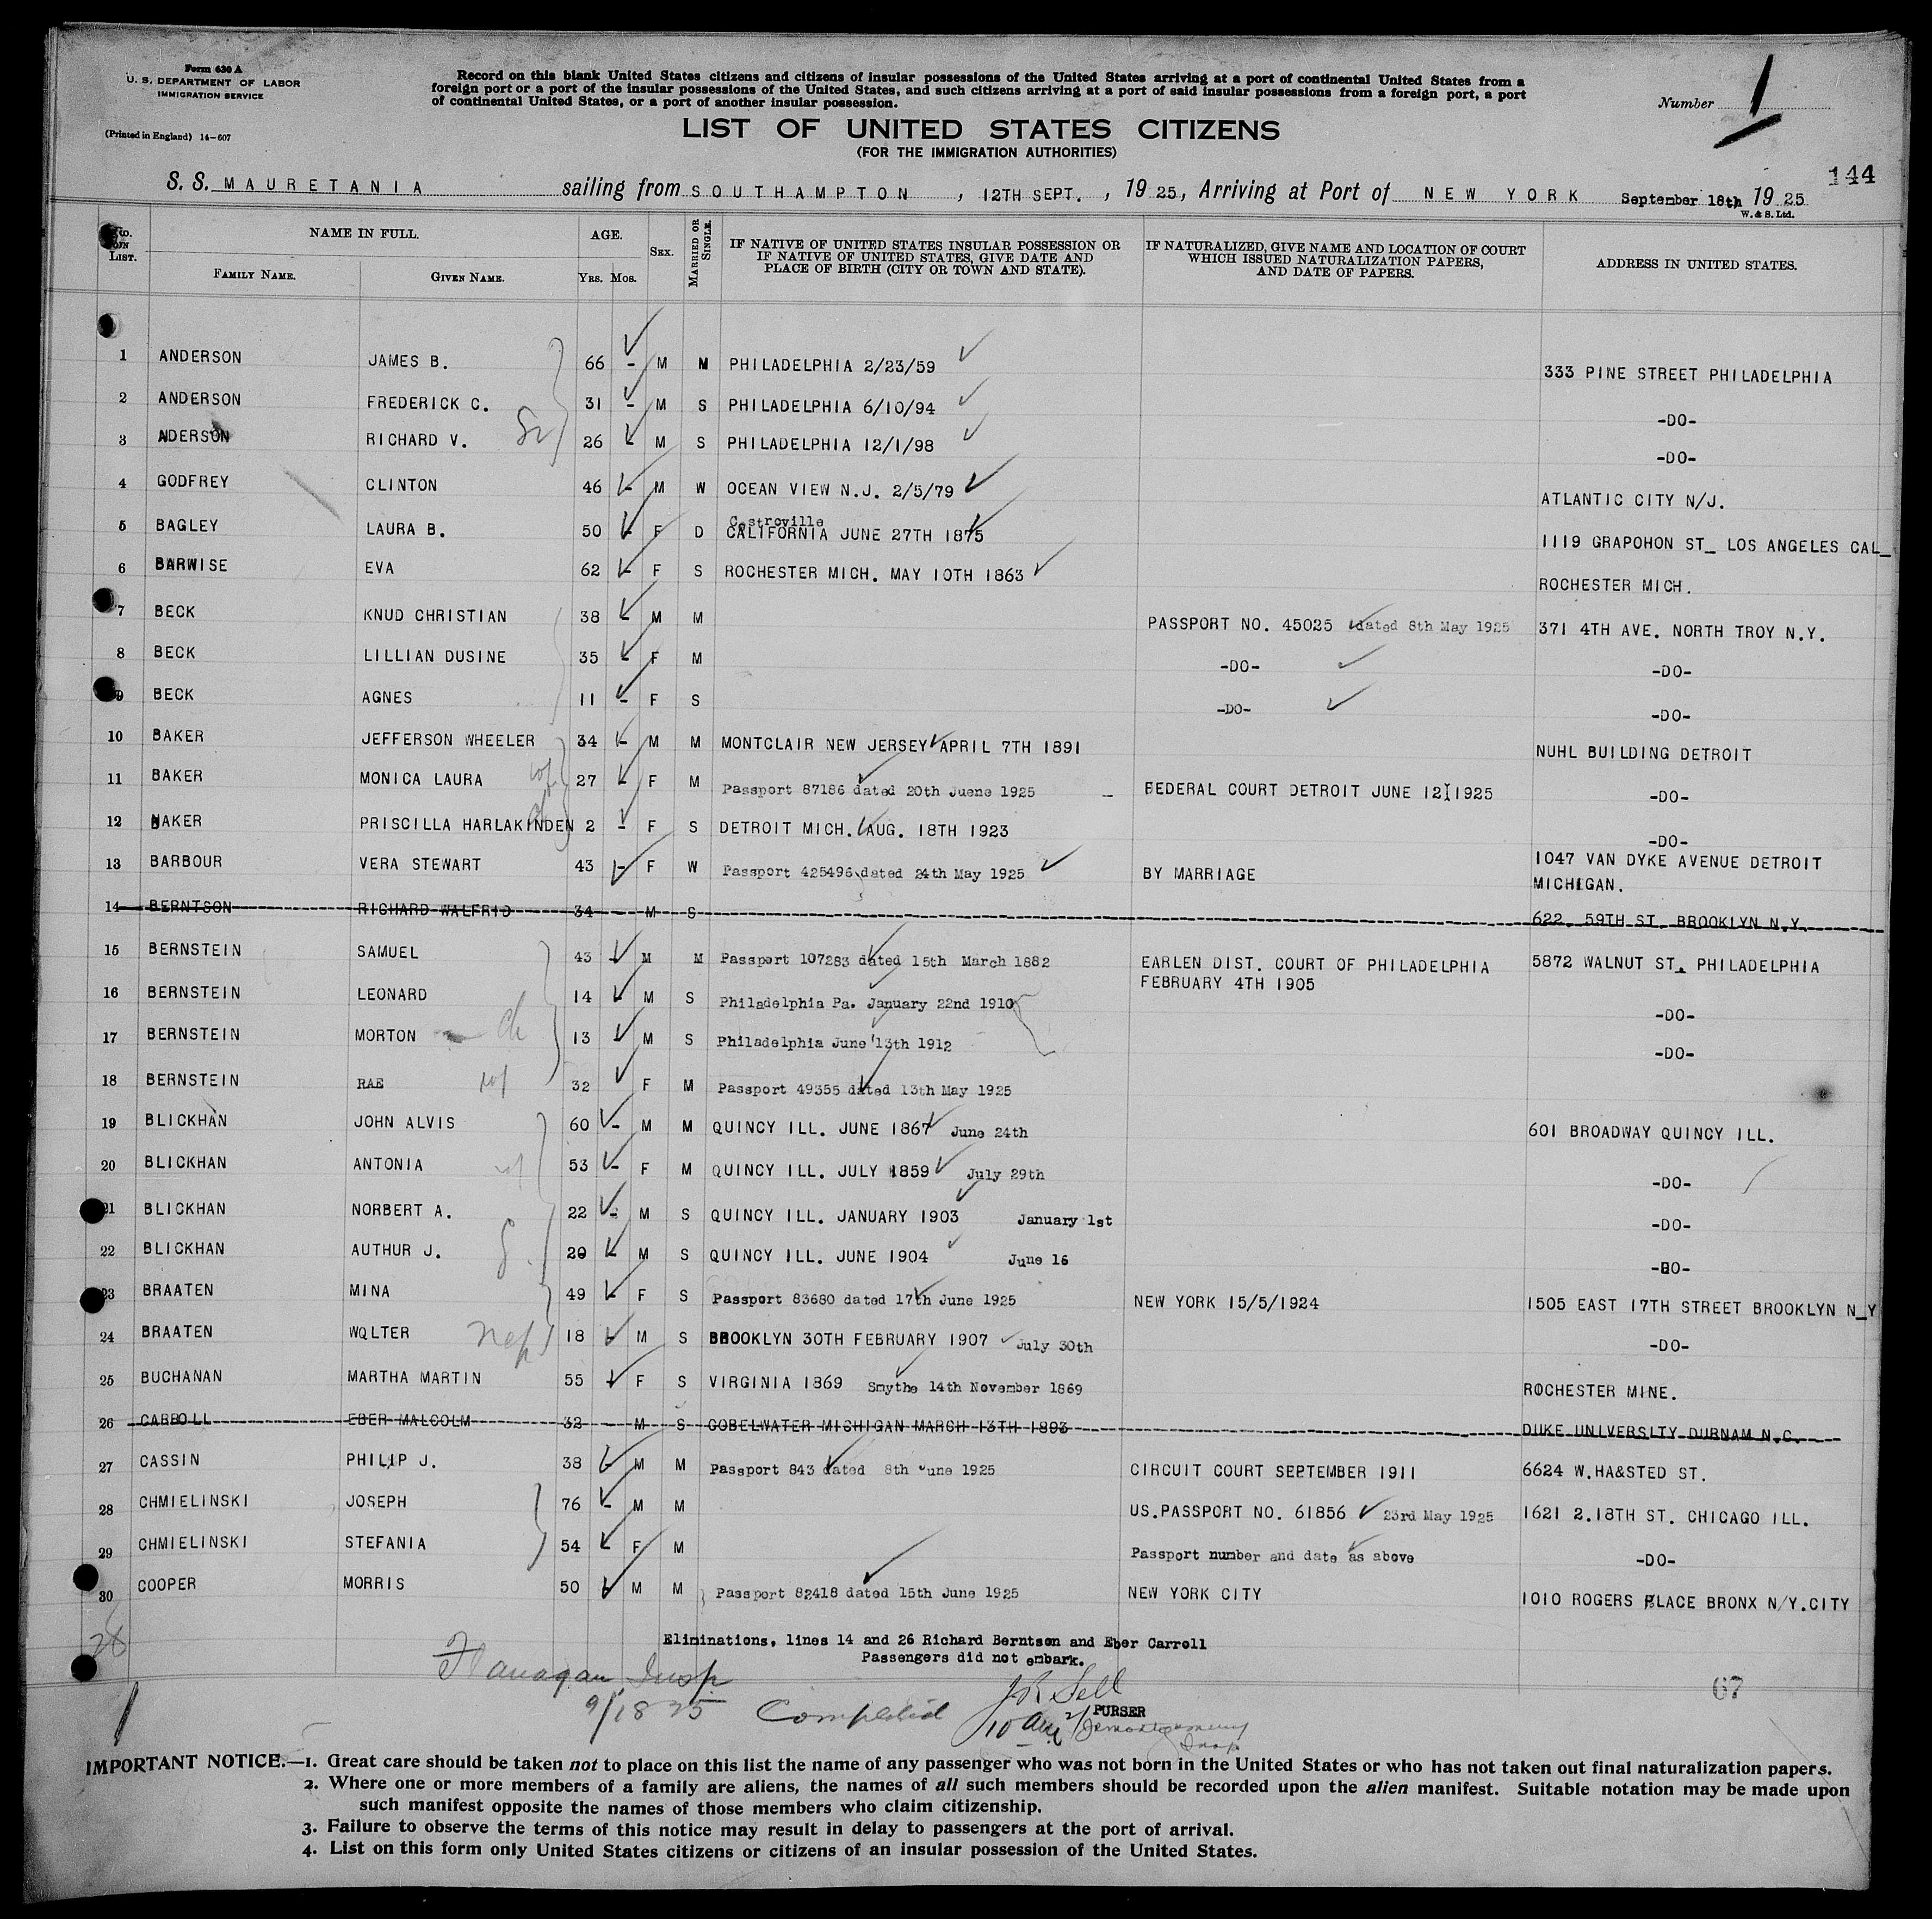 Form 630 A
U. S. DEPARTMENT OF LABOR
IMMIGRATION SERVICE
(Printed in England) 14-607
Record on this blank United States citizens and citizens of insular possessions of the United States arriving at a port of continental United States from a
foreign port or a port of the insular possessions of the United States, and such citizens arriving at a port of said insular possessions from a foreign port, a port
of continental United States, or a port of another insular possession.
Number 1
LIST OF UNITED STATES CITIZENS
(FOR THE IMMIGRATION AUTHORITIES)
144
S. S. MAURETANIA sailing from SOUTHAMPTON, 12TH SEPT., 1925, Arriving at Port of NEW YORK September 18th 1925
W. & S. Ltd.
No. ON LIST. NAME IN FULL. FAMILY NAME. GIVEN NAME. AGE. YRS. MOS. SEX. MARRIED OR SINGLE. IF NATIVE OF UNITED STATES INSULAR POSSESSION OR IF NATIVE OF UNITED STATES, GIVE DATE AND PLACE OF BIRTH (CITY OR TOWN AND STATE). IF NATURALIZED, GIVE NAME AND LOCATION OF COURT WHICH ISSUED NATURALIZATION PAPERS, AND DATE OF PAPERS. ADDRESS IN UNITED STATES.
1 ANDERSON JAMES B. 66 - M M PHILADELPHIA 2/23/59 333 PINE STREET PHILADELPHIA
2 ANDERSON FREDERICK C. 31 - M S PHILADELPHIA 6/10/94 -DO-
3 ANDERSON RICHARD V. 26 - M S PHILADELPHIA 12/1/98 -DO-
4 GODFREY CLINTON 46 - M W OCEAN VIEW N.J. 2/5/79 ATLANTIC CITY N/J.
5 BAGLEY LAURA B. 50 - F D Castroville CALIFORNIA JUNE 27TH 1875 1119 GRAPOHON ST_ LOS ANGELES CAL_
6 BARWISE EVA 62 - F S ROCHESTER MICH. MAY 10TH 1863 ROCHESTER MICH.
7 BECK KNUD CHRISTIAN 38 - M M PASSPORT NO. 45025 dated 8th May 1925 371 4TH AVE. NORTH TROY N.Y.
8 BECK LILLIAN DUSINE 35 - F M -DO- -DO-
9 BECK AGNES 11 - F S -DO- -DO-
10 BAKER JEFFERSON WHEELER 34 - M M MONTCLAIR NEW JERSEY APRIL 7TH 1891 NUHL BUILDING DETROIT
11 BAKER MONICA LAURA 27 - F M Passport 87186 dated 20th Juene 1925 - FEDERAL COURT DETROIT JUNE 12 1925 -DO-
12 BAKER PRISCILLA HARLAKINDEN 2 - F S DETROIT MICH. AUG. 18TH 1923 -DO-
13 BARBOUR VERA STEWART 43 - F W Passport 425496 dated 24th May 1925 BY MARRIAGE 1047 VAN DYKE AVENUE DETROIT MICHIGAN.
14 BERNTSON RICHARD WALFRID 34 - M S 622 59TH ST. BROOKLYN N.Y.
15 BERNSTEIN SAMUEL 43 - M M Passport 107283 dated 15th March 1882 EARLEN DIST. COURT OF PHILADELPHIA FEBRUARY 4TH 1905 5872 WALNUT ST. PHILADELPHIA
16 BERNSTEIN LEONARD 14 - M S Philadelphia Pa. January 22nd 1910 -DO-
17 BERNSTEIN MORTON 13 - M S Philadelphia June 13th 1912 -DO-
18 BERNSTEIN RAE 32 F M Passport 49355 dated 13th May 1925
19 BLICKHAN JOHN ALVIS 60 - M M QUINCY ILL. JUNE 1867 June 24th 601 BROADWAY QUINCY ILL.
20 BLICKHAN ANTONIA 53 - F M QUINCY ILL. JULY 1859 July 29th -DO-
21 BLICKHAN NORBERT A. 22 - M S QUINCY ILL. JANUARY 1903 January 1st -DO-
22 BLICKHAN AUTHUR J. 20 - M S QUINCY ILL. JUNE 1904 June 16 -DO-
23 BRAATEN MINA 49 - F S Passport 83680 dated 17th June 1925 NEW YORK 15/5/1924 1505 EAST 17TH STREET BROOKLYN N_Y
24 BRAATEN WQLTER 18 - M S BROOKLYN 30TH FEBRUARY 1907 July 30th -DO-
25 BUCHANAN MARTHA MARTIN 55 - F S VIRGINIA 1869 Smythe 14th November 1869 ROCHESTER MINE.
26 CARROLL EBER MALCOLM 32 - M S COBELWATER MICHIGAN MARCH 13TH 1893 DUKE UNIVERSITY DURNAM N.C.
27 CASSIN PHILIP J. 38 - M M Passport 843 dated 8th June 1925 CIRCUIT COURT SEPTEMBER 1911 6624 W.HA&STED ST.
28 CHMIELINSKI JOSEPH 76 - M M US.PASSPORT NO. 61856 23rd May 1925 1621 2.18TH ST. CHICAGO ILL.
29 CHMIELINSKI STEFANIA 54 - F M Passport number and date as above -DO-
30 COOPER MORRIS 50 - M M Passport 82418 dated 15th June 1925 NEW YORK CITY 1010 ROGERS PLACE BRONX N/Y.CITY
28
Eliminations, lines 14 and 26 Richard Berntson and Eber Carroll
Passengers did not embark.
Flanagan Insp
9/18 25 Completed
J R Sell
PURSER
67
IMPORTANT NOTICE.—1. Great care should be taken not to place on this list the name of any passenger who was not born in the United States or who has not taken out final naturalization papers.
2. Where one or more members of a family are aliens, the names of all such members should be recorded upon the alien manifest. Suitable notation may be made upon
such manifest opposite the names of those members who claim citizenship.
3. Failure to observe the terms of this notice may result in delay to passengers at the port of arrival.
4. List on this form only United States citizens or citizens of an insular possession of the United States.